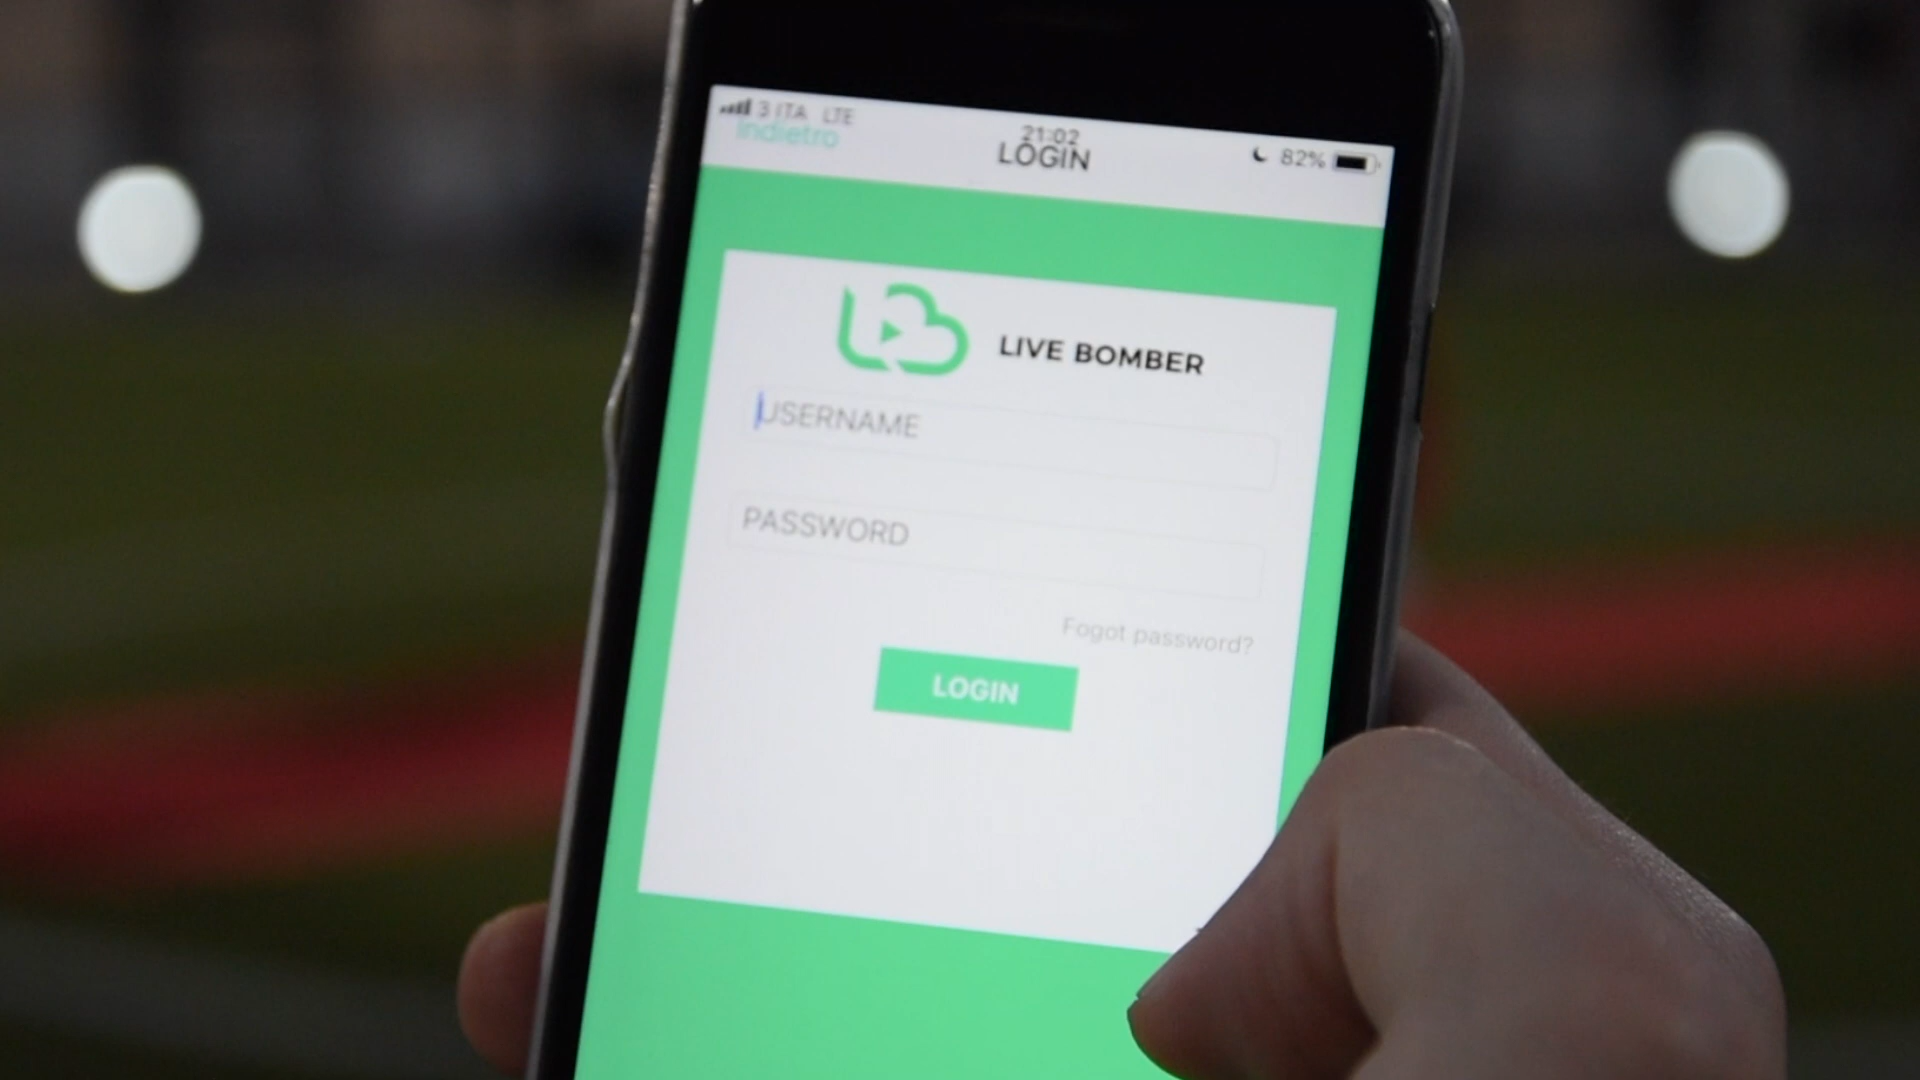 3 ITA LTE
21:02
82%
Indietro
LOGIN
LIVE BOMBER
USERNAME
PASSWORD
Fogot password?
LOGIN